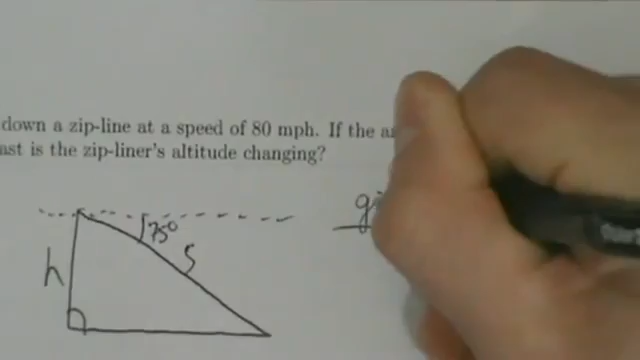 down a zip-line at a speed of 80 mph. If the
ast is the zip-liner's altitude changing?
75°
h
S